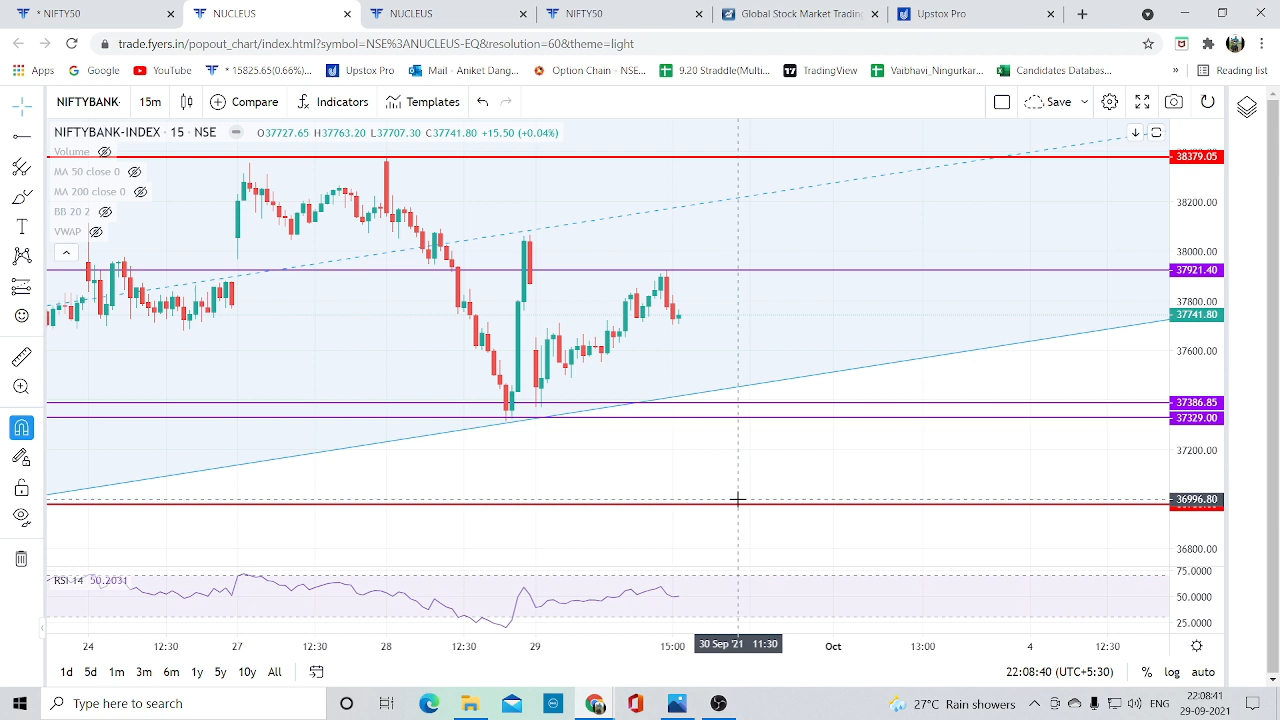 NUCLEUS NUCLEUS NIFTY50 Global Stock Market Trading Upstox Pro
trade.fyers.in/popout_chart/index.html?symbol=NSE%3ANUCLEUS-EQ&resolution=60&theme=light
Apps Google YouTube * 15825.65(0.66%)... Upstox Pro Mail - Aniket Dang... Option Chain - NSE... 9.20 Straddle-Multi... Trading View Vaibhav Ningurkar... Candidates Databa... » Reading list
NIFTYBANK 15m Compare Indicators Templates Save
NIFTYBANK-INDEX · 15 · NSE O37727.65 H37763.20 L37707.30 C37741.80 +15.50 (+0.04%)
Volume
38379.05
MA 50 close 0
MA 200 close 0
38200.00
BB 20 2
VWAP
38000.00
37921.40
37800.00
37741.80
37600.00
37386.85
37329.00
37200.00
36996.80
36800.00
75.0000
RSI 14 50.2031
50.0000
25.0000
24 12:30 27 12:30 28 12:30 29 15:00 30 Sep '21 11:30 Oct 13:00 4 12:30
1d 5d 1m 3m 6m 1y 5y 10y All 22:08:40 (UTC+5:30) % log auto
Type here to search 27°C Rain showers ENG 22:08:41
29-09-2021